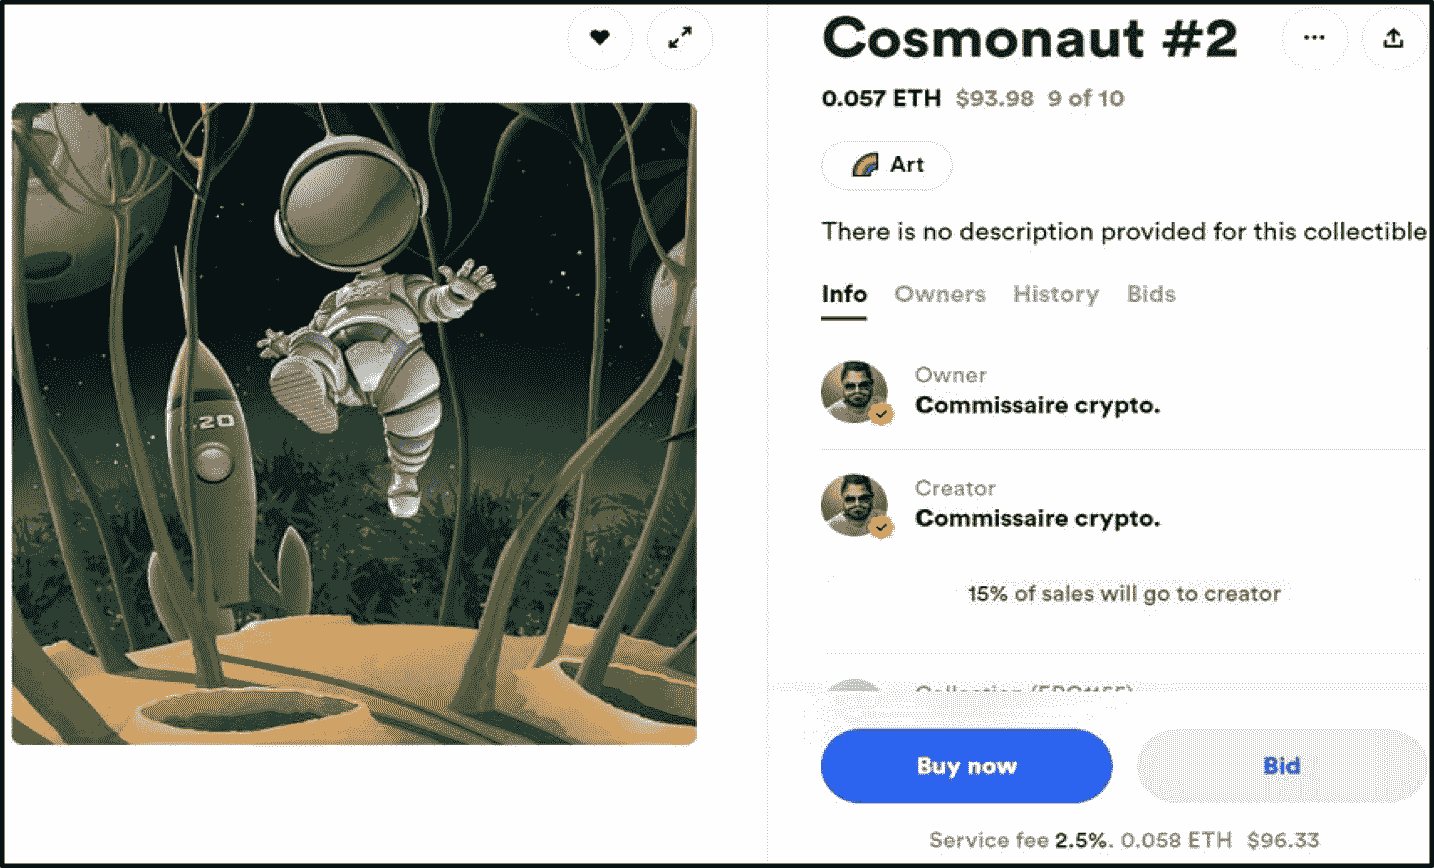 Cosmonaut #2
0.057 ETH $93.98 9 of 10
Art
There is no description provided for this collectible
Info Owners History Bids
Owner
Commissaire crypto.
Creator
Commissaire crypto.
15% of sales will go to creator
Collection (ERC1155)
Buy now Bid
Service fee 2.5%. 0.058 ETH $96.33
20